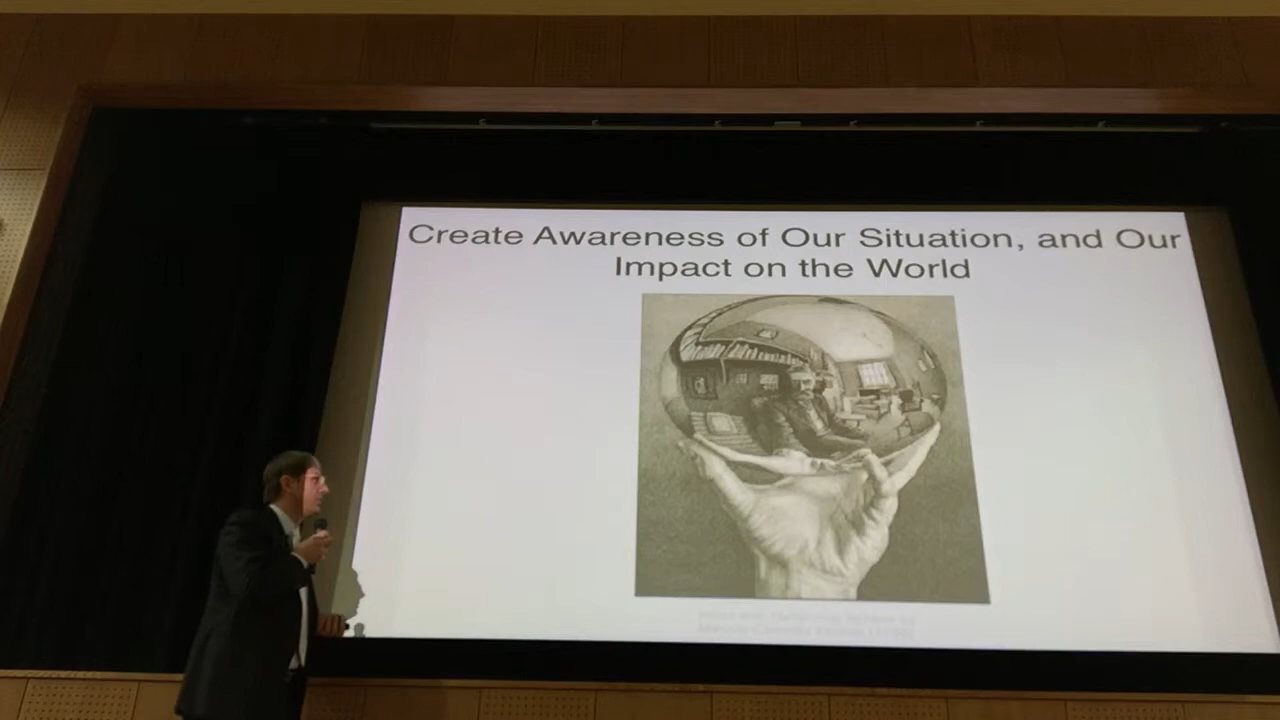 Create Awareness of Our Situation, and Our
Impact on the World